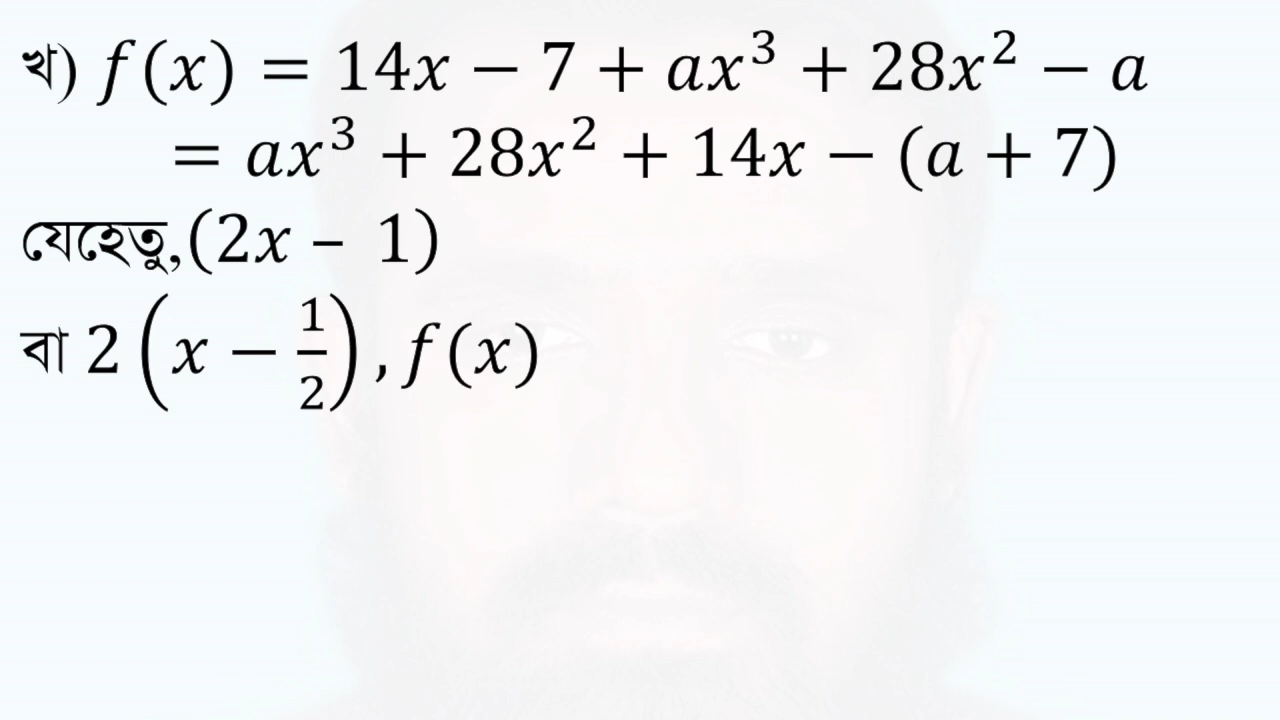 খ) f(x) = 14x − 7 + ax³ + 28x² − a
= ax³ + 28x² + 14x − (a + 7)
যেহেতু,(2x – 1)
বা 2(x − 1/2), f(x)